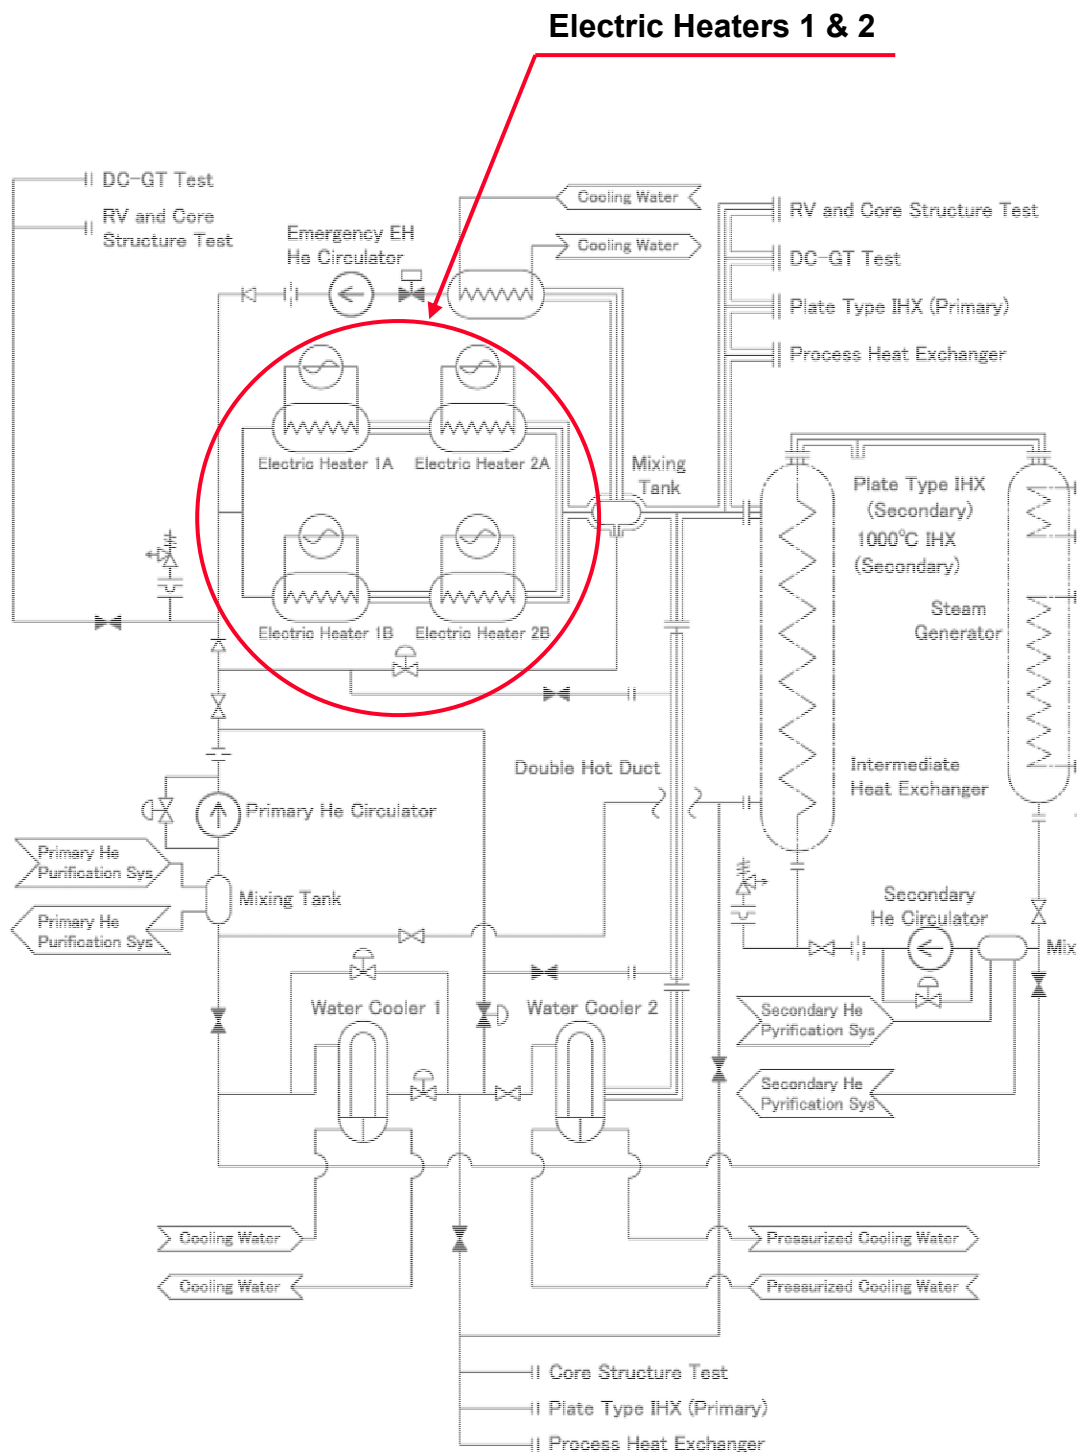 Electric Heaters 1 & 2
DC-GT Test
RV and Core
Structure Test
Emergency EH
He Circulator
Cooling Water
Cooling Water
RV and Core Structure Test
DC-GT Test
Plate Type IHX (Primary)
Process Heat Exchanger
Electric Heater 1A
Electric Heater 2A
Mixing
Tank
Plate Type IHX
(Secondary)
1000℃ IHX
(Secondary)
Electric Heater 1B
Electric Heater 2B
Steam
Generator
Double Hot Duct
Intermediate
Heat Exchanger
Primary He Circulator
Primary He
Purification Sys
Mixing Tank
Primary He
Purification Sys
Secondary
He Circulator
Mix
Water Cooler 1
Water Cooler 2
Secondary He
Pyrification Sys
Secondary He
Pyrification Sys
Cooling Water
Pressurized Cooling Water
Cooling Water
Pressurized Cooling Water
Core Structure Test
Plate Type IHX (Primary)
Process Heat Exchanger